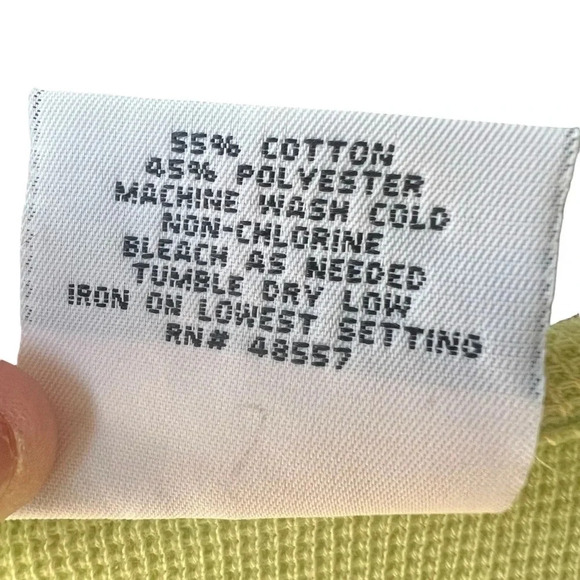 55% COTTON
45% POLYESTER
MACHINE WASH COLD
NON-CHLORINE
BLEACH AS NEEDED
TUMBLE DRY LOW
IRON ON LOWEST SETTING
RN# 48557